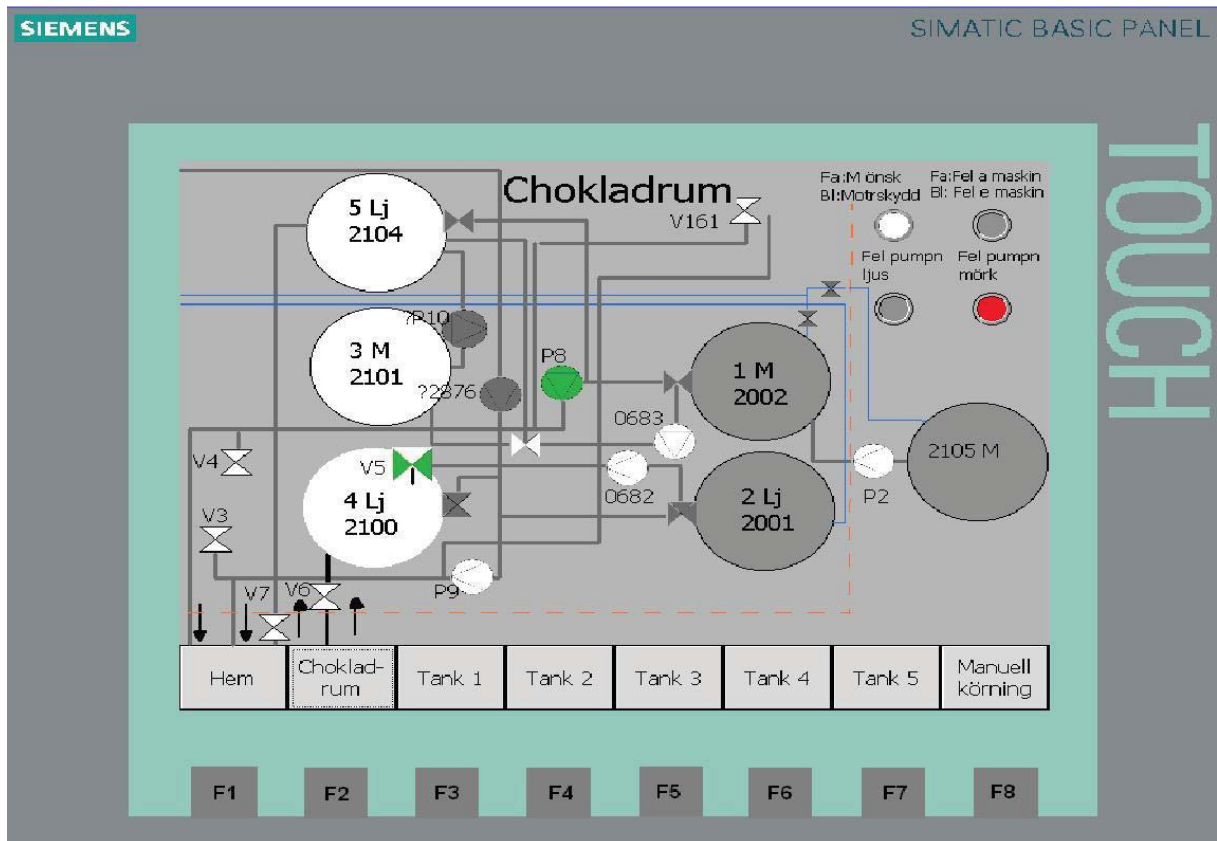 SIEMENS
SIMATIC BASIC PANEL
TOUCH
Chokladrum
Fa:M önsk
Bl:Motrskydd
Fa:Fel a maskin
Bl: Fel e maskin
V161
Fel pumpn
ljus
Fel pumpn
mörk
5 Lj
2104
?P10
3 M
2101
P8
?2876
1 M
2002
0683
V4
V5
0682
2105 M
P2
4 Lj
2100
2 Lj
2001
V3
P9
V7
V6
Hem
Choklad-
rum
Tank 1
Tank 2
Tank 3
Tank 4
Tank 5
Manuell
körning
F1
F2
F3
F4
F5
F6
F7
F8